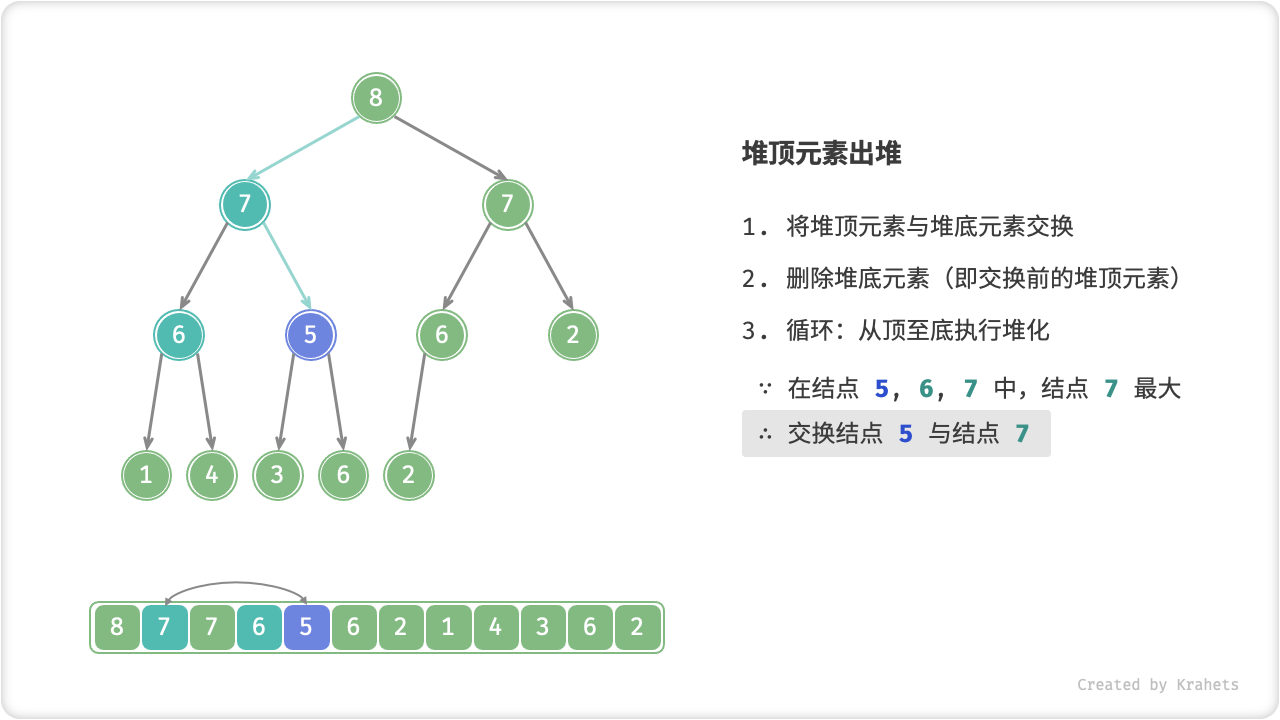 8
堆顶元素出堆
7 7
1. 将堆顶元素与堆底元素交换
2. 删除堆底元素（即交换前的堆顶元素）
6 5 6 2
3. 循环：从顶至底执行堆化
∵ 在结点 5, 6, 7 中，结点 7 最大
∴ 交换结点 5 与结点 7
1 4 3 6 2
8 7 7 6 5 6 2 1 4 3 6 2
Created by Krahets